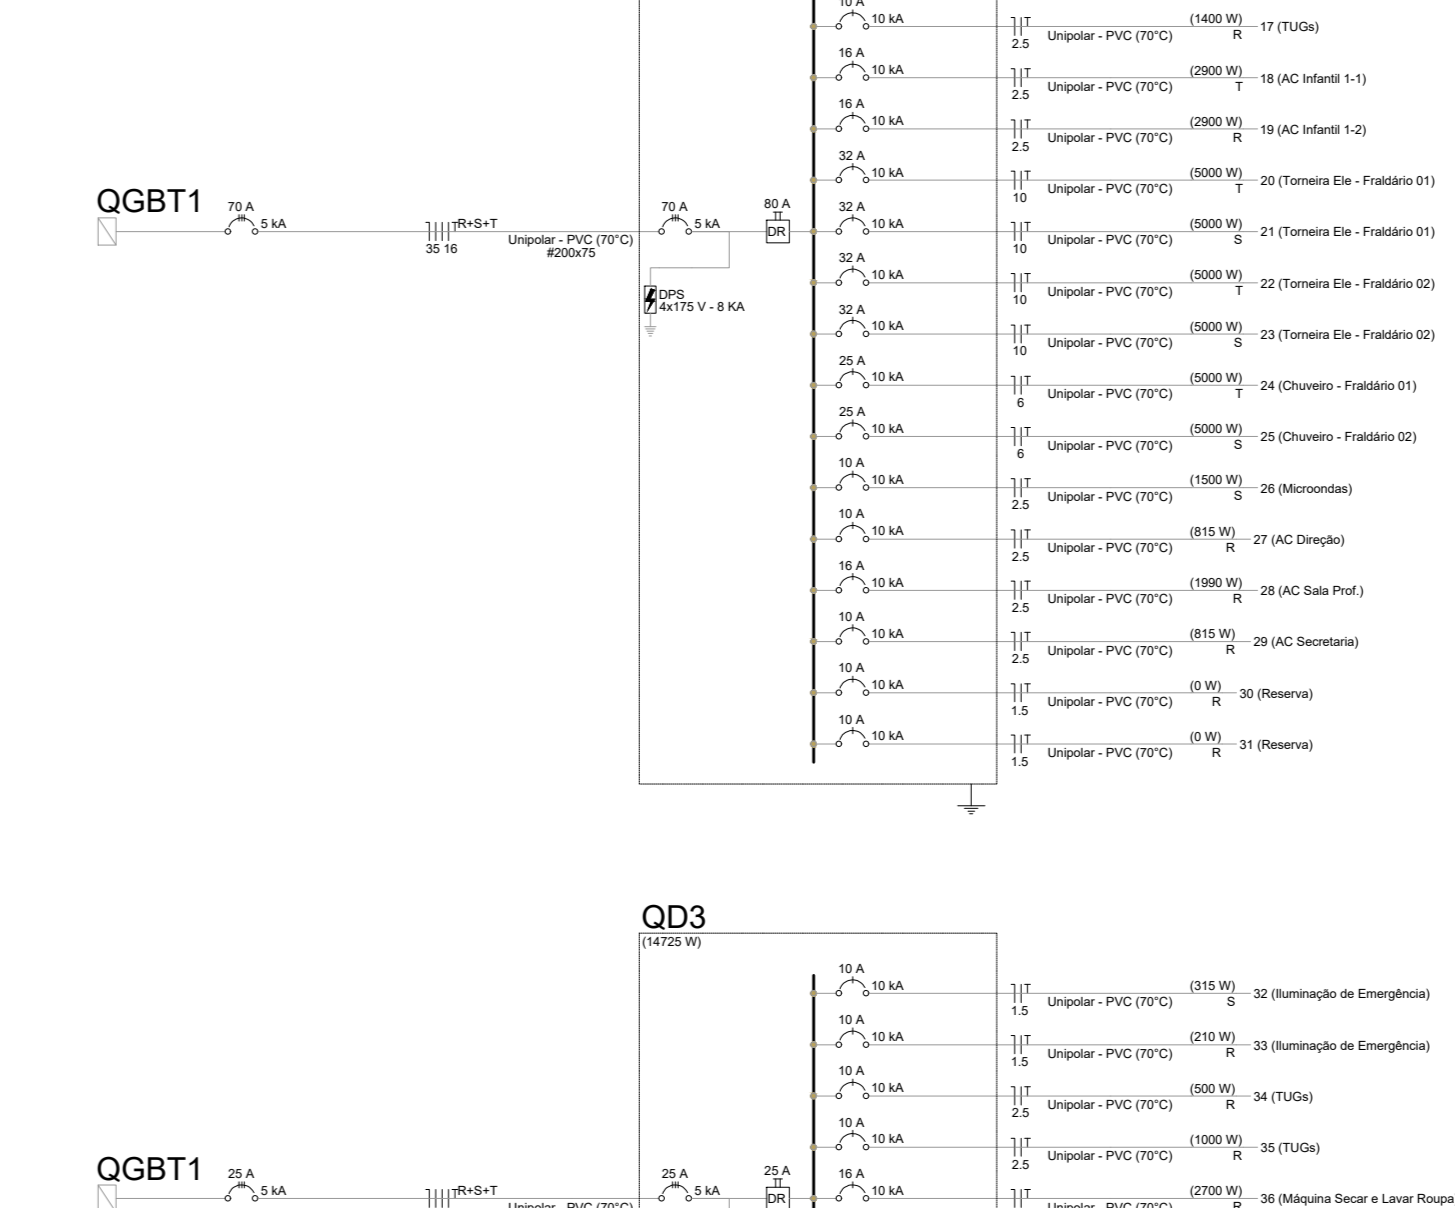 10 A
10 kA
2.5
Unipolar - PVC (70°C)
(1400 W)
R
17 (TUGs)
16 A
10 kA
2.5
Unipolar - PVC (70°C)
(2900 W)
T
18 (AC Infantil 1-1)
16 A
10 kA
2.5
Unipolar - PVC (70°C)
(2900 W)
R
19 (AC Infantil 1-2)
32 A
10 kA
10
Unipolar - PVC (70°C)
(5000 W)
T
20 (Torneira Ele - Fraldário 01)
QGBT1
70 A
5 kA
R+S+T
35 16
Unipolar - PVC (70°C)
#200x75
70 A
5 kA
80 A
DR
DPS
4x175 V - 8 KA
32 A
10 kA
10
Unipolar - PVC (70°C)
(5000 W)
S
21 (Torneira Ele - Fraldário 01)
32 A
10 kA
10
Unipolar - PVC (70°C)
(5000 W)
T
22 (Torneira Ele - Fraldário 02)
32 A
10 kA
10
Unipolar - PVC (70°C)
(5000 W)
S
23 (Torneira Ele - Fraldário 02)
25 A
10 kA
6
Unipolar - PVC (70°C)
(5000 W)
T
24 (Chuveiro - Fraldário 01)
25 A
10 kA
6
Unipolar - PVC (70°C)
(5000 W)
S
25 (Chuveiro - Fraldário 02)
10 A
10 kA
2.5
Unipolar - PVC (70°C)
(1500 W)
S
26 (Microondas)
10 A
10 kA
2.5
Unipolar - PVC (70°C)
(815 W)
R
27 (AC Direção)
16 A
10 kA
2.5
Unipolar - PVC (70°C)
(1990 W)
R
28 (AC Sala Prof.)
10 A
10 kA
2.5
Unipolar - PVC (70°C)
(815 W)
R
29 (AC Secretaria)
10 A
10 kA
1.5
Unipolar - PVC (70°C)
(0 W)
R
30 (Reserva)
10 A
10 kA
1.5
Unipolar - PVC (70°C)
(0 W)
R
31 (Reserva)
QD3
(14725 W)
10 A
10 kA
T
1.5
Unipolar - PVC (70°C)
(315 W)
S
32 (Iluminação de Emergência)
10 A
10 kA
1.5
Unipolar - PVC (70°C)
(210 W)
R
33 (Iluminação de Emergência)
10 A
10 kA
2.5
Unipolar - PVC (70°C)
(500 W)
R
34 (TUGs)
10 A
10 kA
2.5
Unipolar - PVC (70°C)
(1000 W)
R
35 (TUGs)
QGBT1
25 A
5 kA
R+S+T
Unipolar - PVC (70°C)
25 A
5 kA
25 A
DR
16 A
10 kA
(2700 W)
R
36 (Máquina Secar e Lavar Roupa